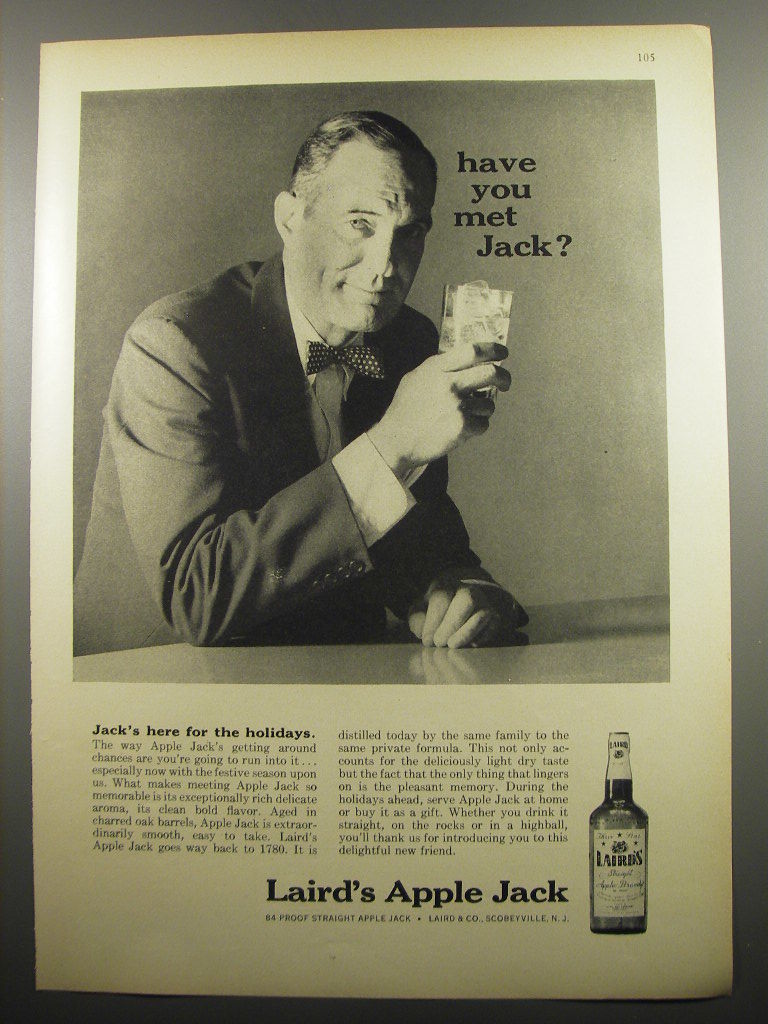 105
have
you
met
Jack?
Jack's here for the holidays.
The way Apple Jack's getting around
chances are you're going to run into it...
especially now with the festive season upon
us. What makes meeting Apple Jack so
memorable is its exceptionally rich delicate
aroma, its clean bold flavor. Aged in
charred oak barrels, Apple Jack is extraor-
dinarily smooth, easy to take. Laird's
Apple Jack goes way back to 1780. It is
distilled today by the same family to the
same private formula. This not only ac-
counts for the deliciously light dry taste
but the fact that the only thing that lingers
on is the pleasant memory. During the
holidays ahead, serve Apple Jack at home
or buy it as a gift. Whether you drink it
straight, on the rocks or in a highball,
you'll thank us for introducing you to this
delightful new friend.
LAIRD'S
Three Star
LAIRD'S
Straight
Apple Brandy
Laird's Apple Jack
84 PROOF STRAIGHT APPLE JACK • LAIRD & CO., SCOBEYVILLE, N. J.